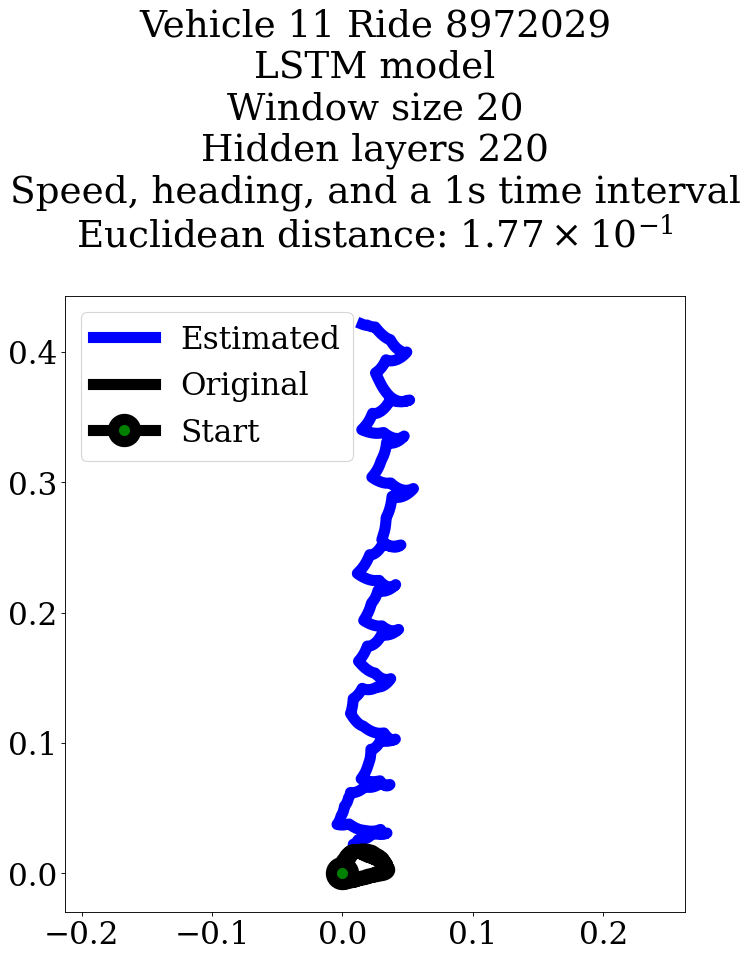 Vehicle 11 Ride 8972029
LSTM model
Window size 20
Hidden layers 220
Speed, heading, and a 1s time interval
Euclidean distance: 1.77 × 10⁻¹
Estimated
Original
Start
0.4
0.3
0.2
0.1
0.0
−0.2 −0.1 0.0 0.1 0.2